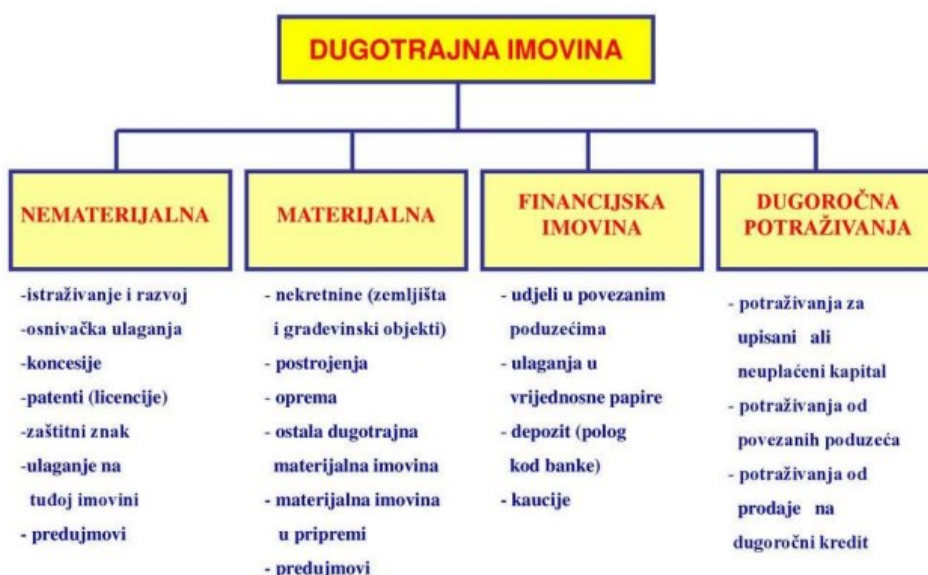 DUGOTRAJNA IMOVINA
NEMATERIJALNA
-istraživanje i razvoj
-osnivačka ulaganja
-koncesije
-patenti (licencije)
-zaštitni znak
-ulaganje na
tuđoj imovini
- predujmovi
MATERIJALNA
- nekretnine (zemljišta
i građevinski objekti)
- postrojenja
- oprema
- ostala dugotrajna
materijalna imovina
- materijalna imovina
u pripremi
- predujmovi
FINANCIJSKA
IMOVINA
- udjeli u povezanim
poduzećima
- ulaganja u
vrijednosne papire
- depozit (polog
kod banke)
- kaucije
DUGOROČNA
POTRAŽIVANJA
- potraživanja za
upisani ali
neuplaćeni kapital
- potraživanja od
povezanih poduzeća
- potraživanja od
prodaje na
dugoročni kredit